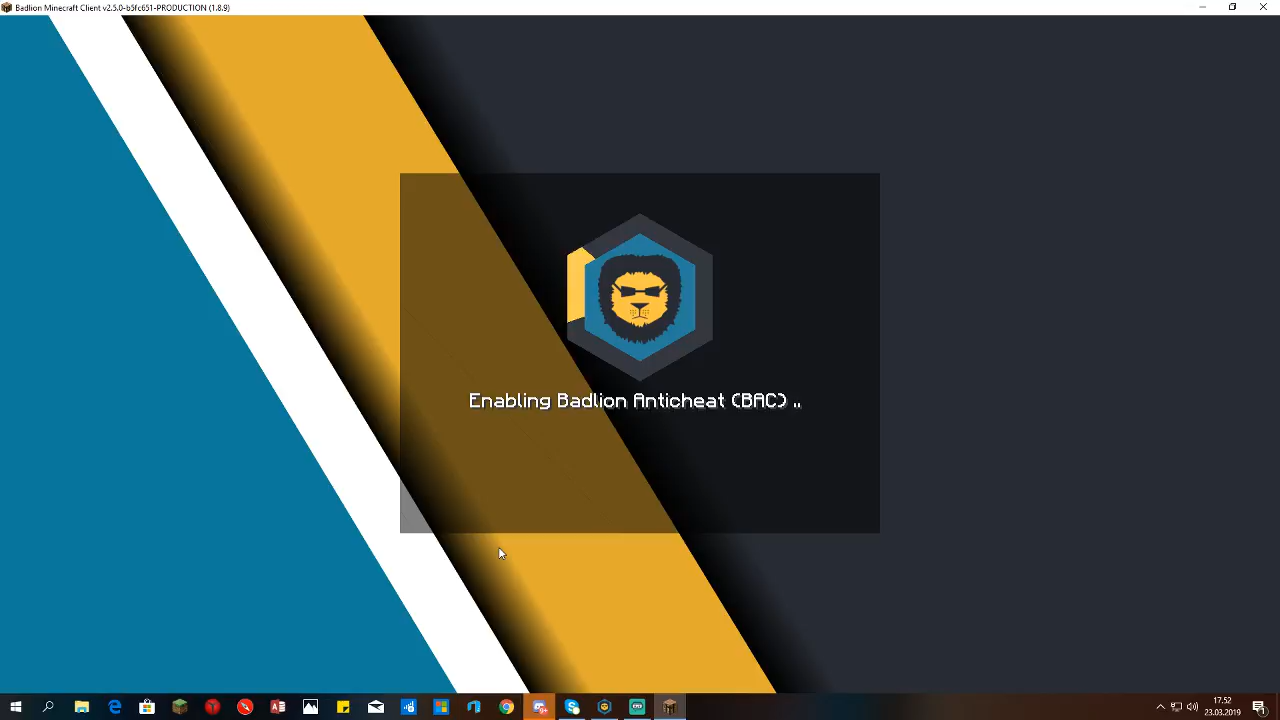 Badlion Minecraft Client v2.5.0-b5fc651-PRODUCTION (1.8.9)
Enabling Badlion Anticheat (BAC) ..
17.52
23.03.2019